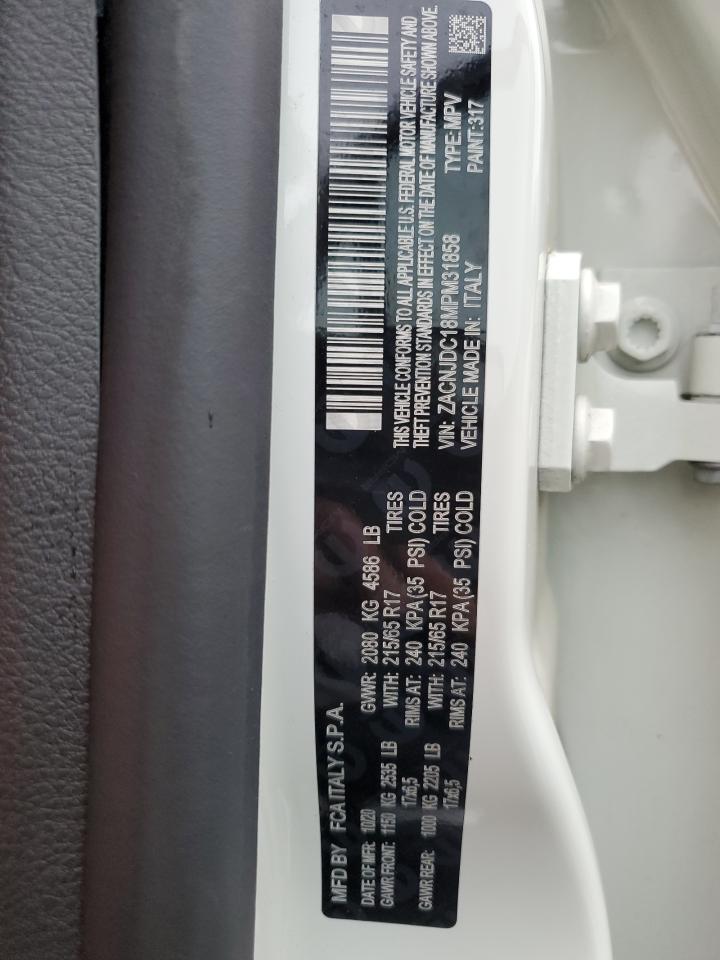 MFD BY FCA ITALY S.P.A.
DATE OF MFR: 10/20 GVWR: 2080 KG 4586 LB
GAWR FRONT: 1150 KG 2535 LB WITH: 215/65 R17 TIRES
17x6,5 RIMS AT: 240 KPA (35 PSI) COLD
GAWR REAR: 1000 KG 2205 LB WITH: 215/65 R17 TIRES
17x6,5 RIMS AT: 240 KPA (35 PSI) COLD
THIS VEHICLE CONFORMS TO ALL APPLICABLE U.S. FEDERAL MOTOR VEHICLE SAFETY AND
THEFT PREVENTION STANDARDS IN EFFECT ON THE DATE OF MANUFACTURE SHOWN ABOVE.
VIN: ZACNJDC18MPM31858 TYPE: MPV
VEHICLE MADE IN: ITALY PAINT: 317